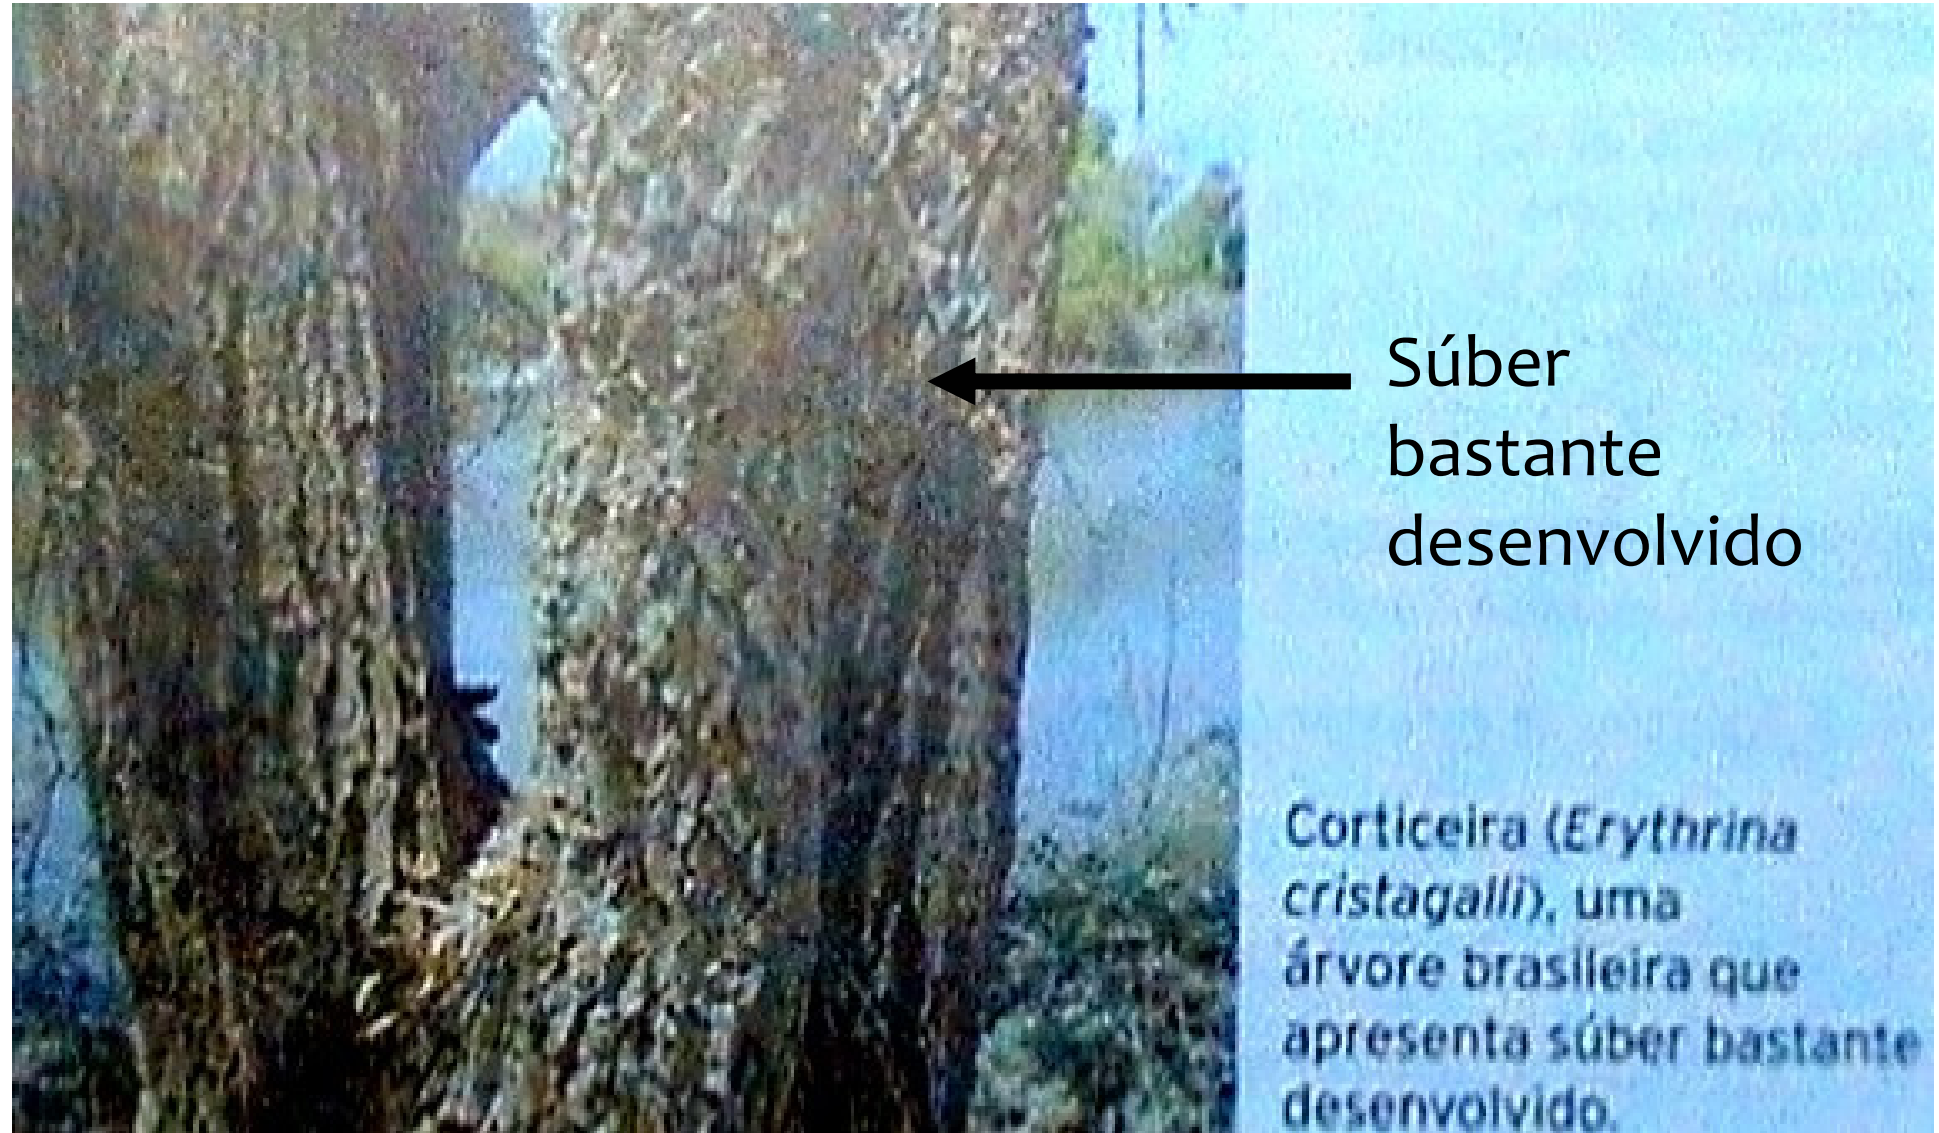 Súber
bastante
desenvolvido
Corticeira (Erythrina
cristagalli), uma
árvore brasileira que
apresenta súber bastante
desenvolvido.